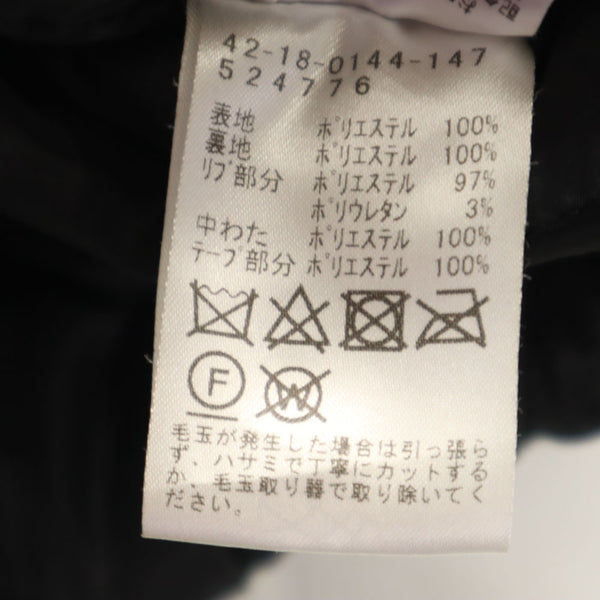 42-18-0144-147
524776
表地 ポリエステル 100%
裏地 ポリエステル 100%
リブ部分 ポリエステル 97%
ポリウレタン 3%
中わた ポリエステル 100%
テープ部分 ポリエステル 100%
F
W
毛玉が発生した場合は引っ張ら
ず、ハサミで丁寧にカットする
か、毛玉取り器で取り除いてく
ださい。